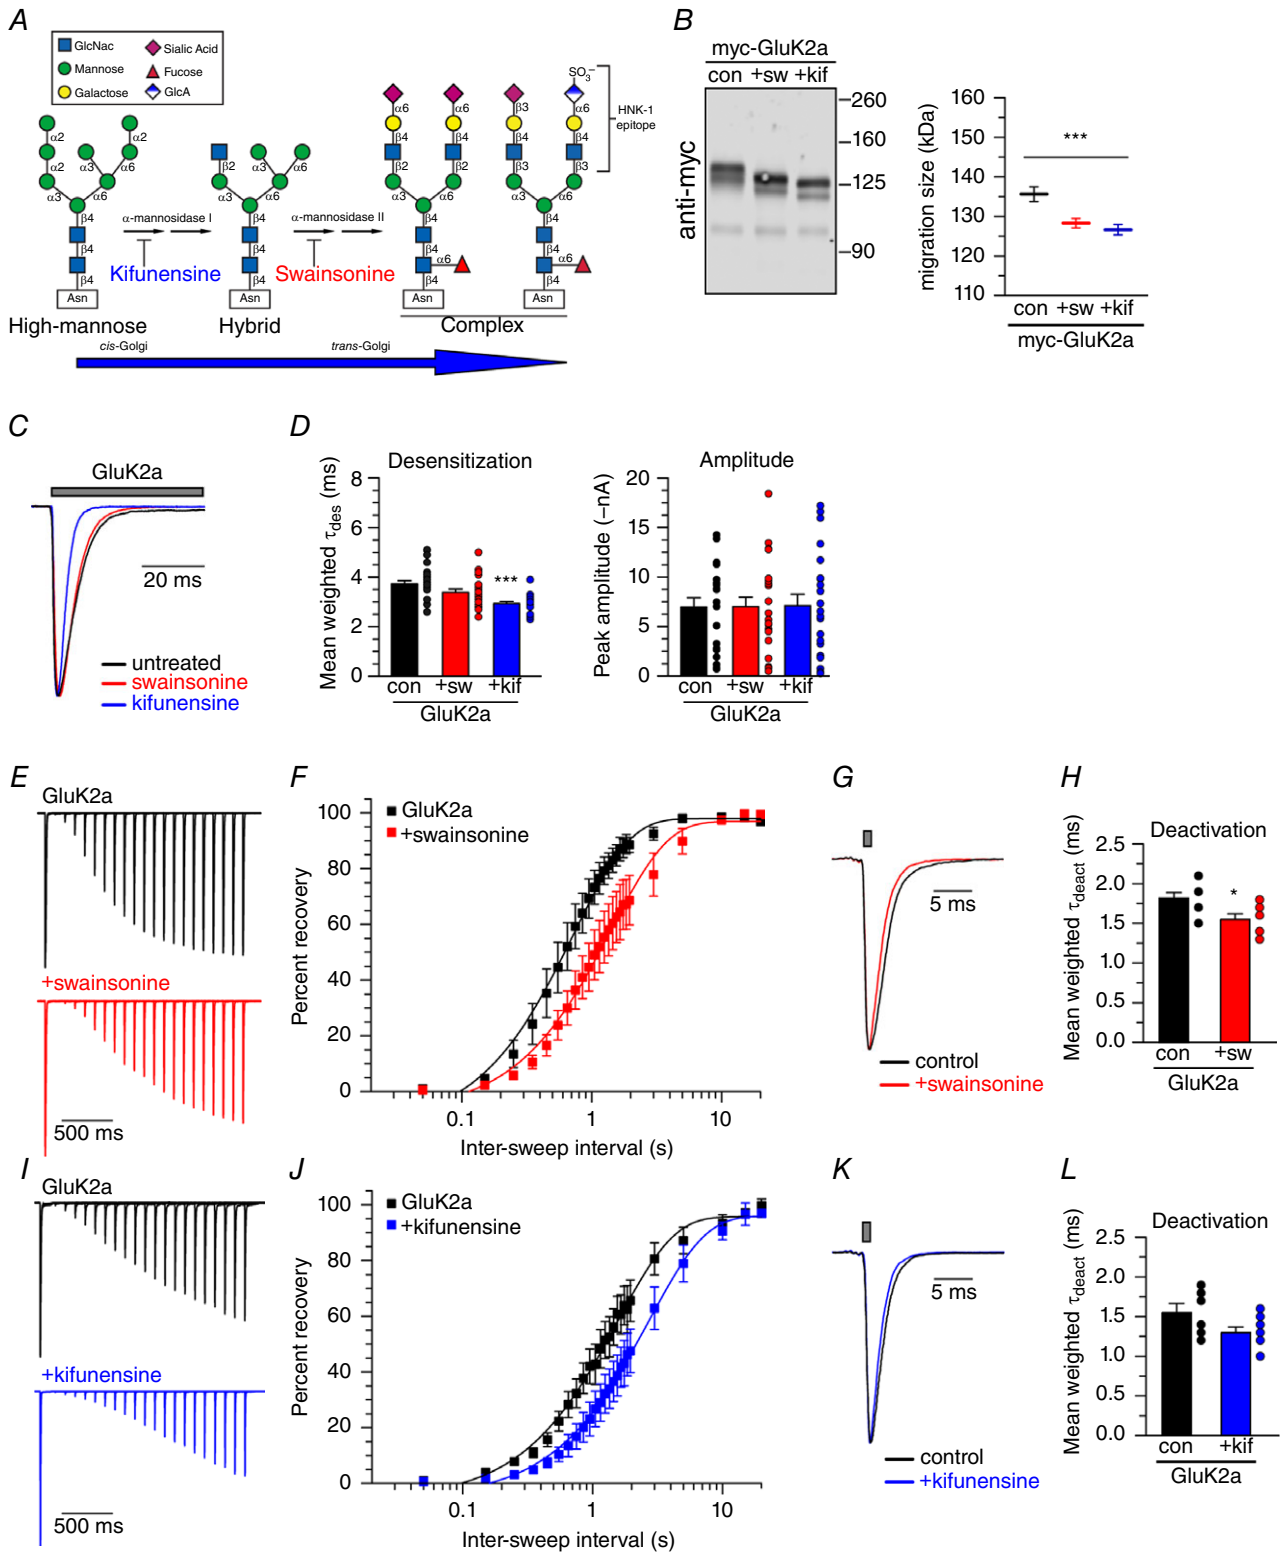 A
GlcNac
Mannose
Galactose
Sialic Acid
Fucose
GlcA
SO3–
HNK-1
epitope
α2
α2
α2
α3
α6
α3
α6
β4
β4
β4
Asn
β2
α3
α6
α3
α6
β4
β4
β4
Asn
α6
α6
β4
β4
β2
β2
α3
α6
β4
β4
α6
β4
Asn
β3
α6
β4
β4
β3
β3
α3
α6
β4
β4
α6
β4
Asn
α-mannosidase I
α-mannosidase II
Kifunensine
Swainsonine
High-mannose
Hybrid
Complex
cis-Golgi
trans-Golgi
B
myc-GluK2a
con +sw +kif
anti-myc
260
160
125
90
migration size (kDa)
160
150
140
130
120
110
***
con +sw +kif
myc-GluK2a
C
GluK2a
20 ms
untreated
swainsonine
kifunensine
D
Desensitization
Mean weighted τdes (ms)
8
6
4
2
0
***
con +sw +kif
GluK2a
Amplitude
Peak amplitude (–nA)
20
15
10
5
0
con +sw +kif
GluK2a
E
GluK2a
+swainsonine
500 ms
F
GluK2a
+swainsonine
Percent recovery
100
80
60
40
20
0
0.1 1 10
Inter-sweep interval (s)
G
5 ms
control
+swainsonine
H
Deactivation
Mean weighted τdeact (ms)
2.5
2.0
1.5
1.0
0.5
0.0
*
con +sw
GluK2a
I
GluK2a
+kifunensine
500 ms
J
GluK2a
+kifunensine
Percent recovery
100
80
60
40
20
0
0.1 1 10
Inter-sweep interval (s)
K
5 ms
control
+kifunensine
L
Deactivation
Mean weighted τdeact (ms)
2.5
2.0
1.5
1.0
0.5
0.0
con +kif
GluK2a